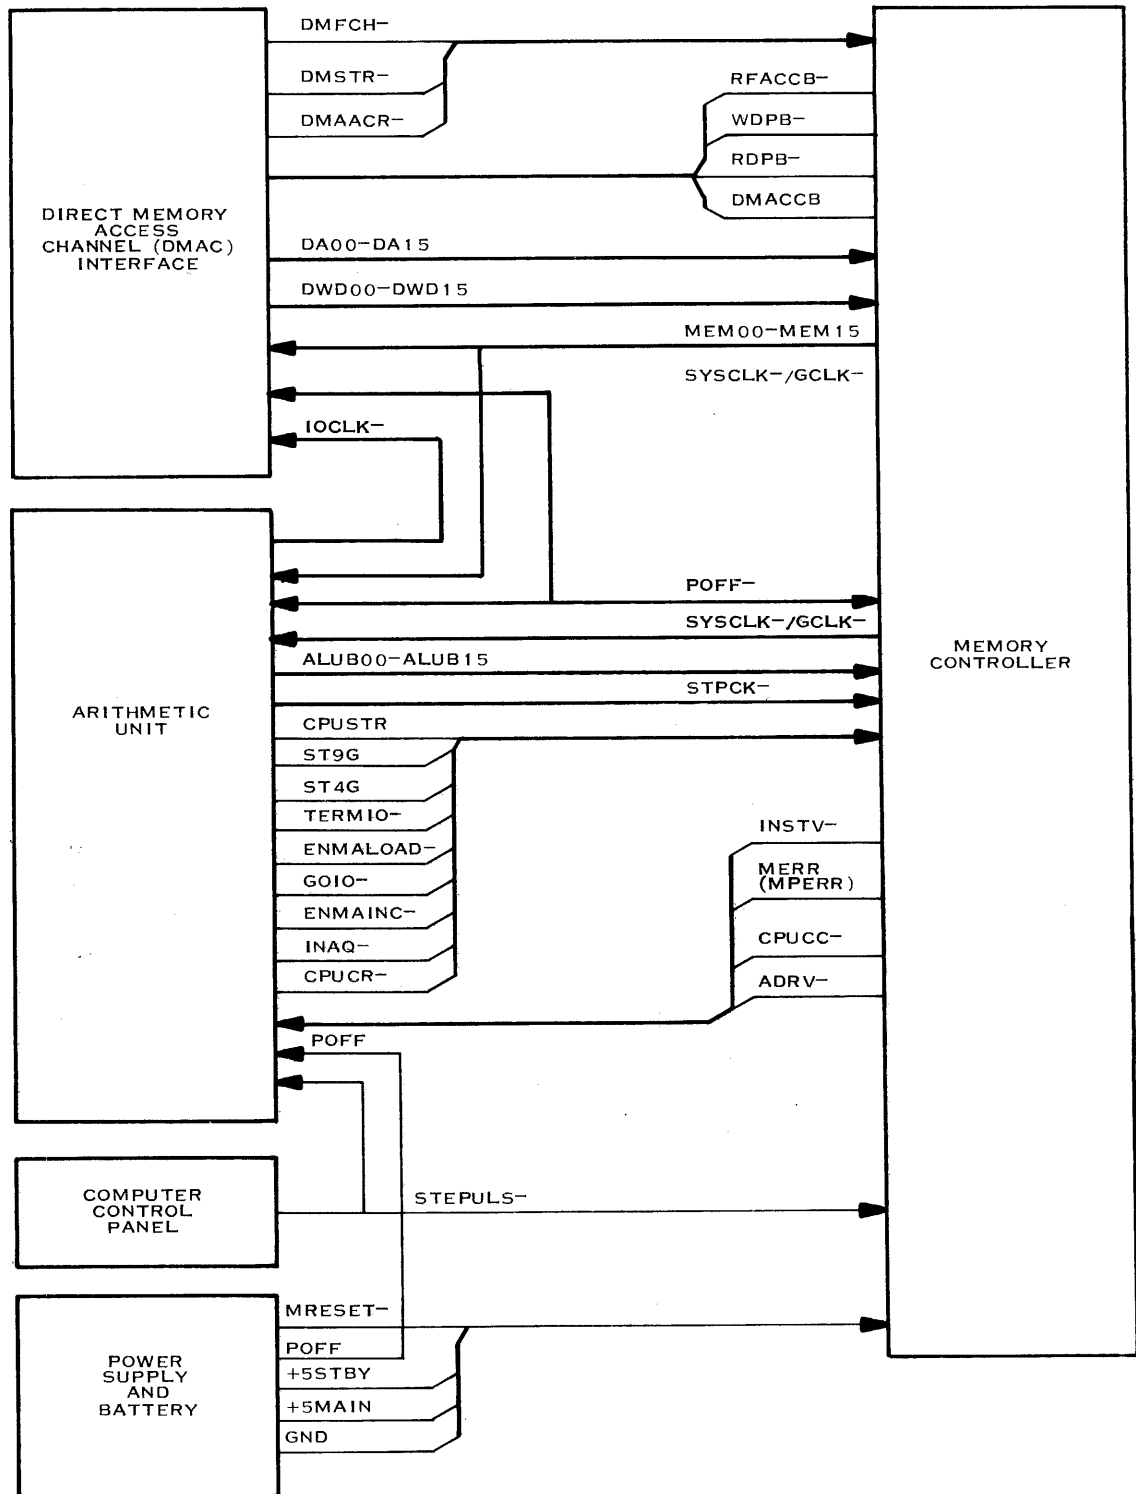 DMFCH-
DMSTR-
DMAACR-
RFACCB-
WDPB-
RDPB-
DMACCB
DIRECT MEMORY
ACCESS
CHANNEL (DMAC)
INTERFACE
DA00-DA15
DWD00-DWD15
MEM00-MEM15
SYSCLK-/GCLK-
IOCLK-
POFF-
SYSCLK-/GCLK-
ALUB00-ALUB15
STPCK-
MEMORY
CONTROLLER
ARITHMETIC
UNIT
CPUSTR
ST9G
ST4G
TERMIO-
ENMALOAD-
GOIO-
ENMAINC-
INAQ-
CPUCR-
INSTV-
MERR
(MPERR)
CPUCC-
ADRV-
POFF
COMPUTER
CONTROL
PANEL
STEPULS-
POWER
SUPPLY
AND
BATTERY
MRESET-
POFF
+5STBY
+5MAIN
GND